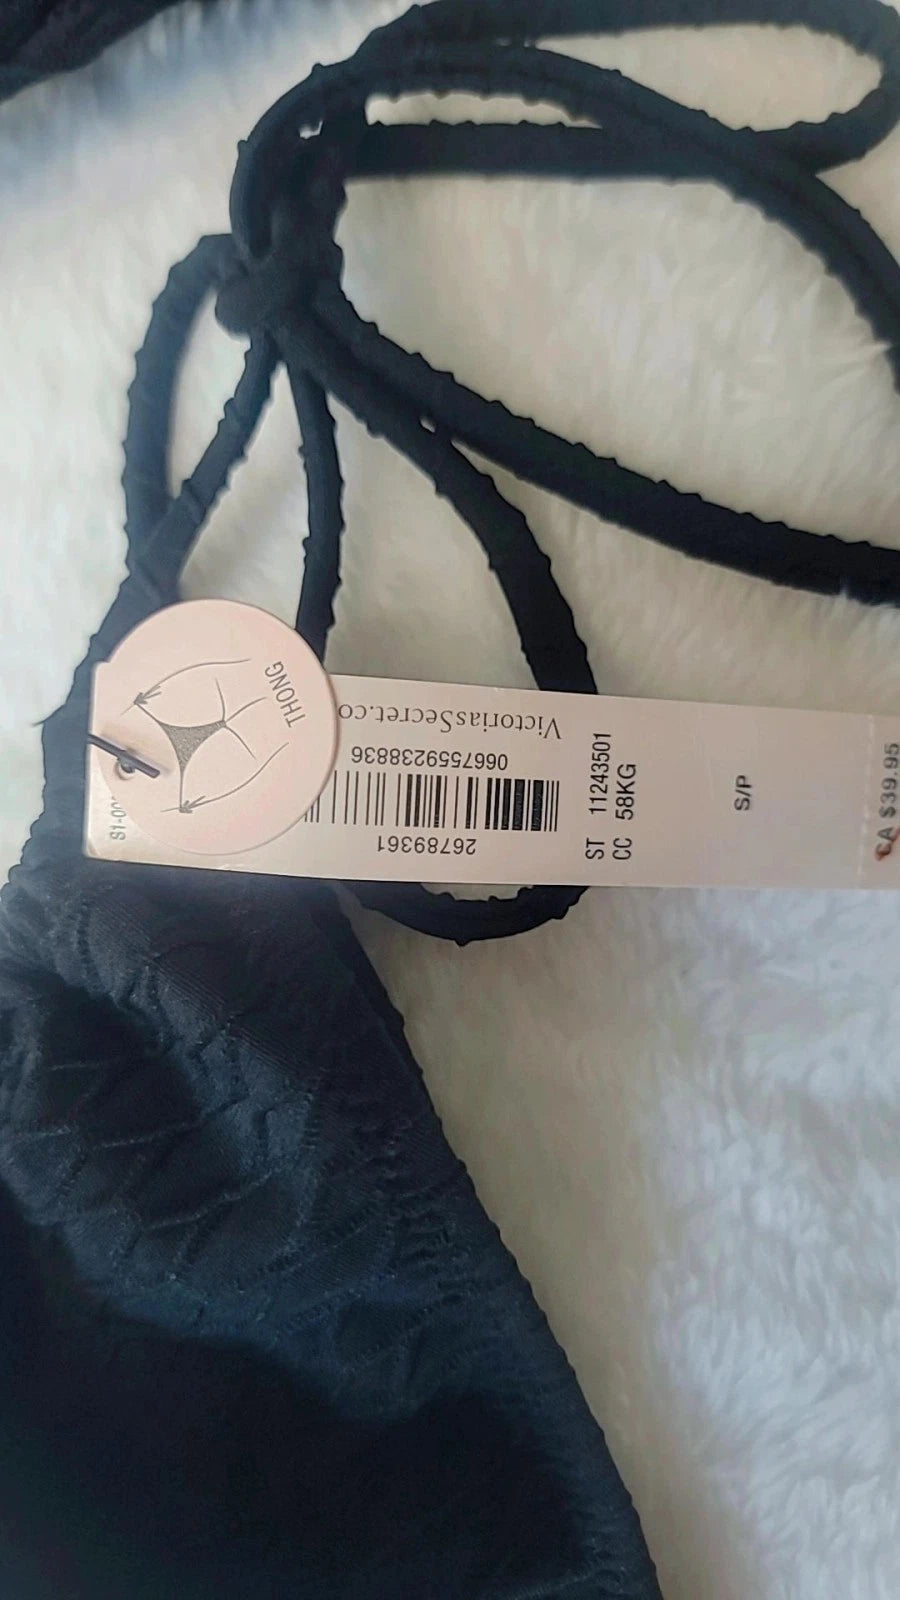 THONG
VictoriasSecret.co
0667559238836
26789361
ST 11243501
CC 58KG
S/P
CA $39.95